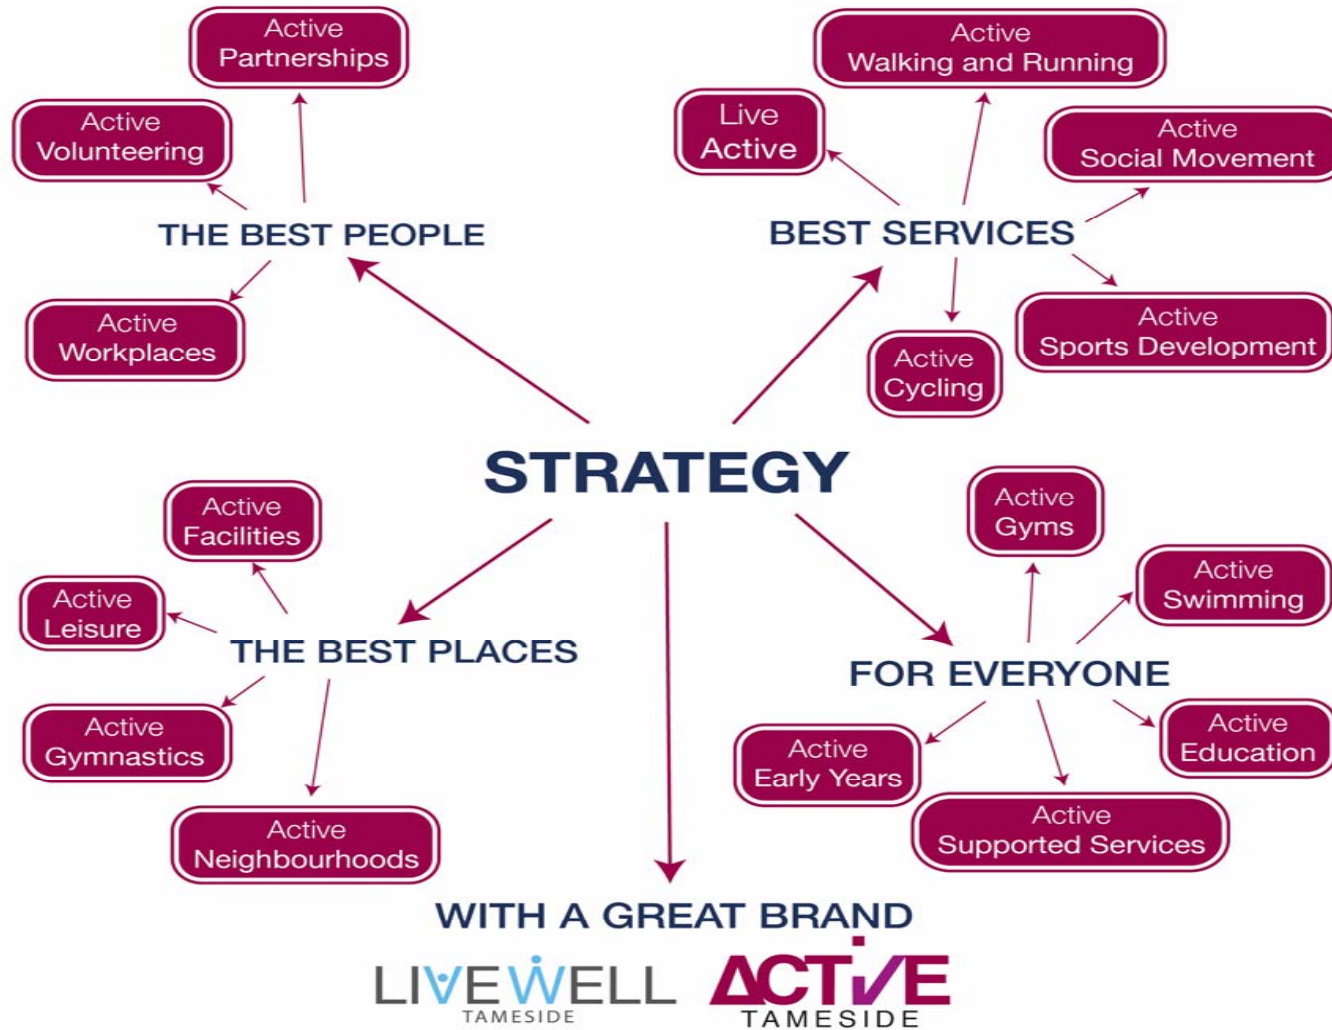 Active
Partnerships
Active
Volunteering
THE BEST PEOPLE
Active
Workplaces
Active
Walking and Running
Live
Active
Active
Social Movement
BEST SERVICES
Active
Sports Development
Active
Cycling
STRATEGY
Active
Facilities
Active
Leisure
THE BEST PLACES
Active
Gymnastics
Active
Neighbourhoods
Active
Gyms
Active
Swimming
FOR EVERYONE
Active
Education
Active
Early Years
Active
Supported Services
WITH A GREAT BRAND
LIVEWELL
TAMESIDE
ACTiVE
TAMESIDE